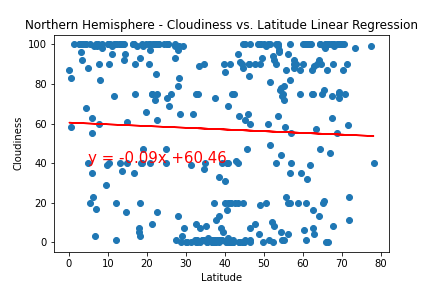 Northern Hemisphere - Cloudiness vs. Latitude Linear Regression
100
80
60
40
20
0
Cloudiness
y = -0.09x +60.46
0 10 20 30 40 50 60 70 80
Latitude